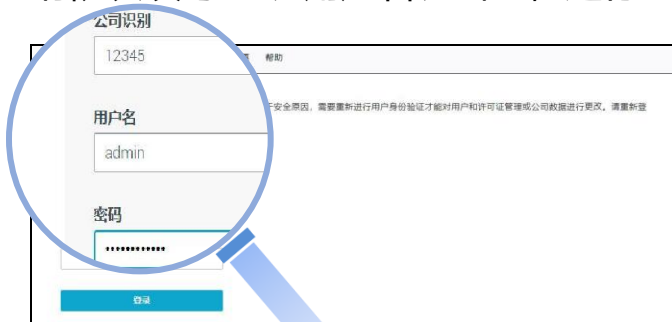 公司识别
12345
帮助
于安全原因，需要重新进行用户身份验证才能对用户和许可证管理或公司数据进行更改。请重新登
用户名
admin
密码
••••••••••••
登录